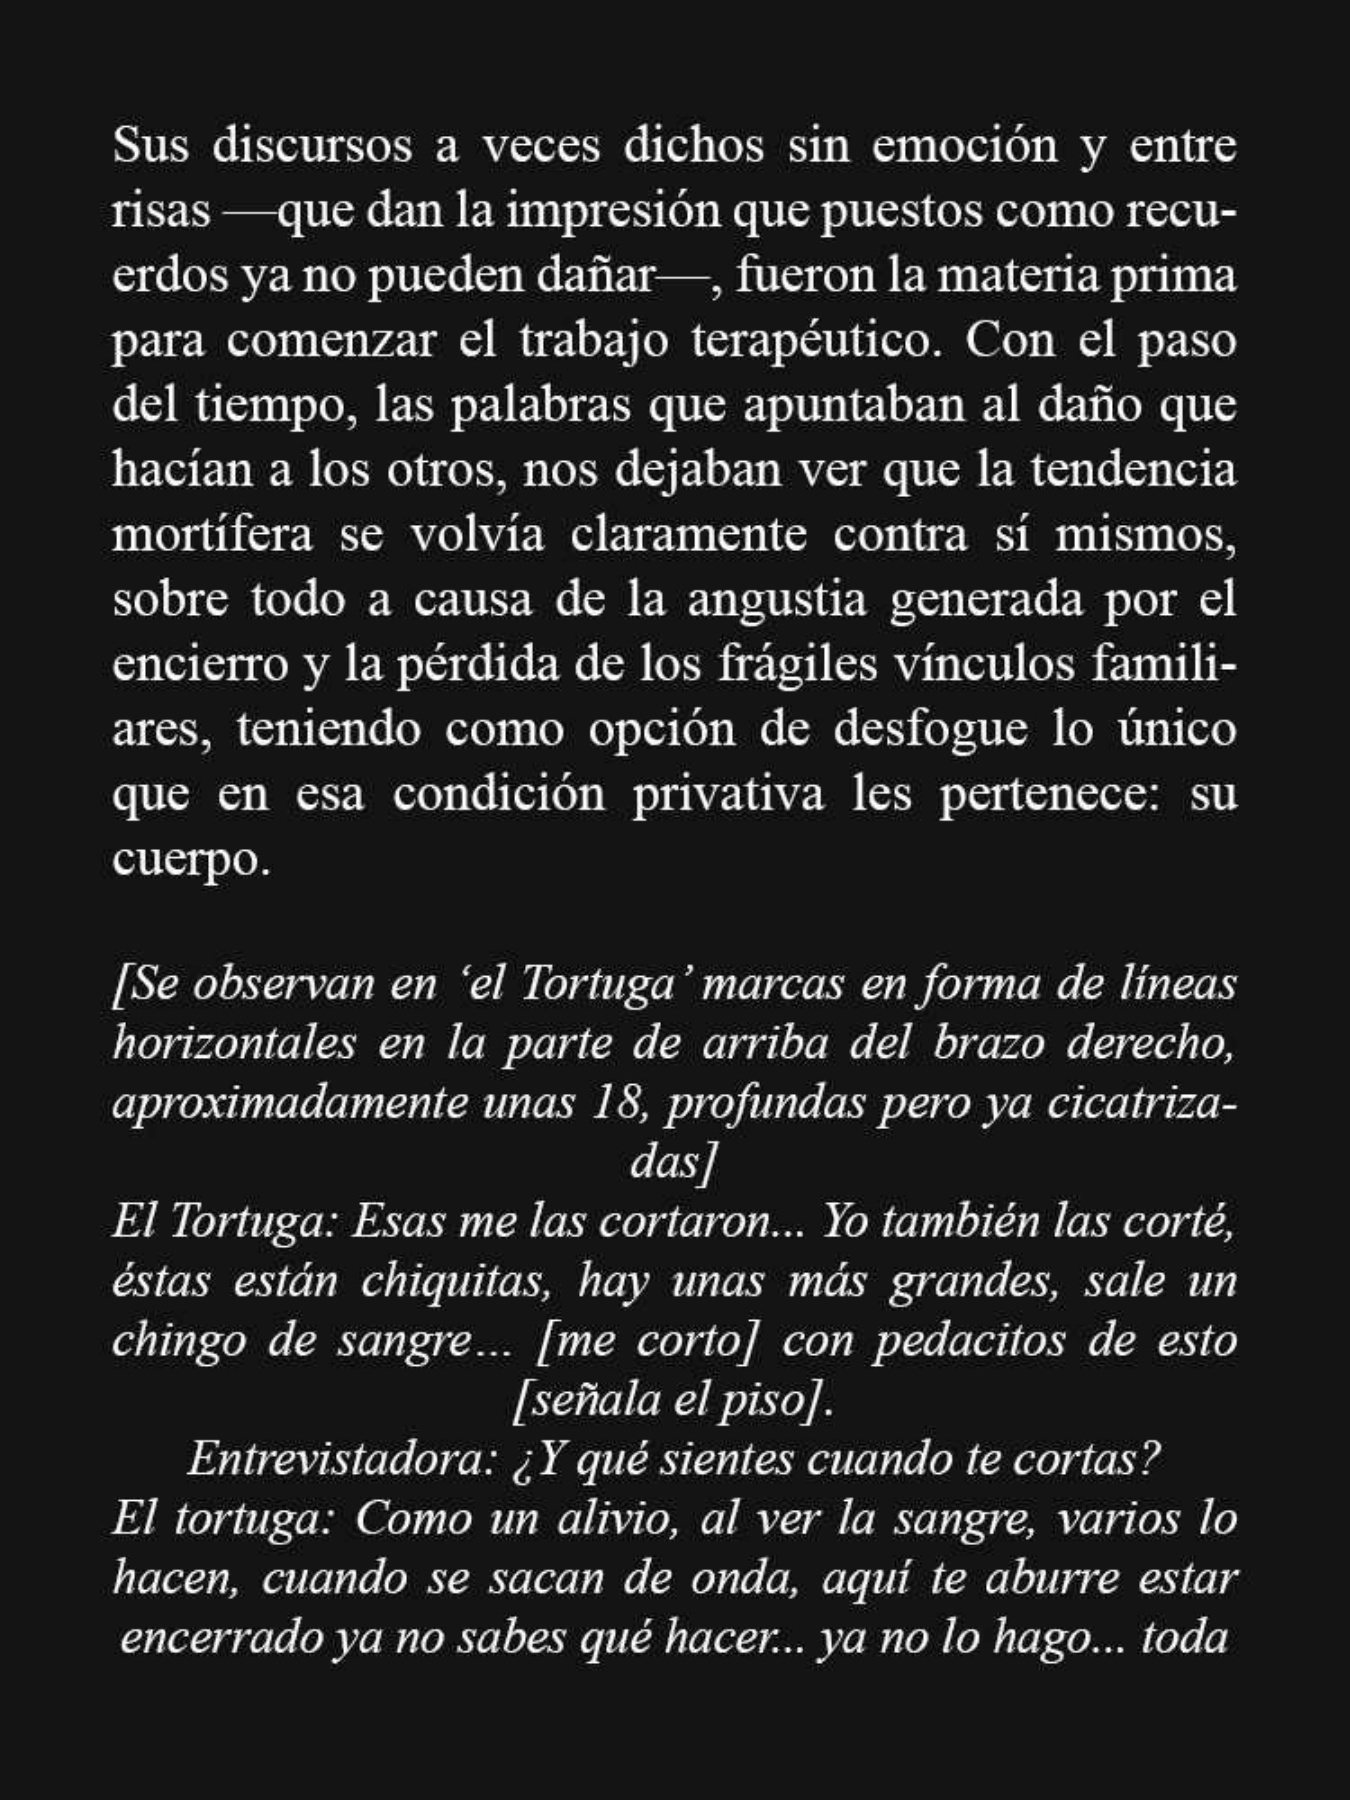 Sus discursos a veces dichos sin emoción y entre
risas —que dan la impresión que puestos como recu-
erdos ya no pueden dañar—, fueron la materia prima
para comenzar el trabajo terapéutico. Con el paso
del tiempo, las palabras que apuntaban al daño que
hacían a los otros, nos dejaban ver que la tendencia
mortífera se volvía claramente contra sí mismos,
sobre todo a causa de la angustia generada por el
encierro y la pérdida de los frágiles vínculos famili-
ares, teniendo como opción de desfogue lo único
que en esa condición privativa les pertenece: su
cuerpo.
[Se observan en ‘el Tortuga’ marcas en forma de líneas
horizontales en la parte de arriba del brazo derecho,
aproximadamente unas 18, profundas pero ya cicatriza-
das]
El Tortuga: Esas me las cortaron... Yo también las corté,
éstas están chiquitas, hay unas más grandes, sale un
chingo de sangre... [me corto] con pedacitos de esto
[señala el piso].
Entrevistadora: ¿Y qué sientes cuando te cortas?
El tortuga: Como un alivio, al ver la sangre, varios lo
hacen, cuando se sacan de onda, aquí te aburre estar
encerrado ya no sabes qué hacer... ya no lo hago... toda